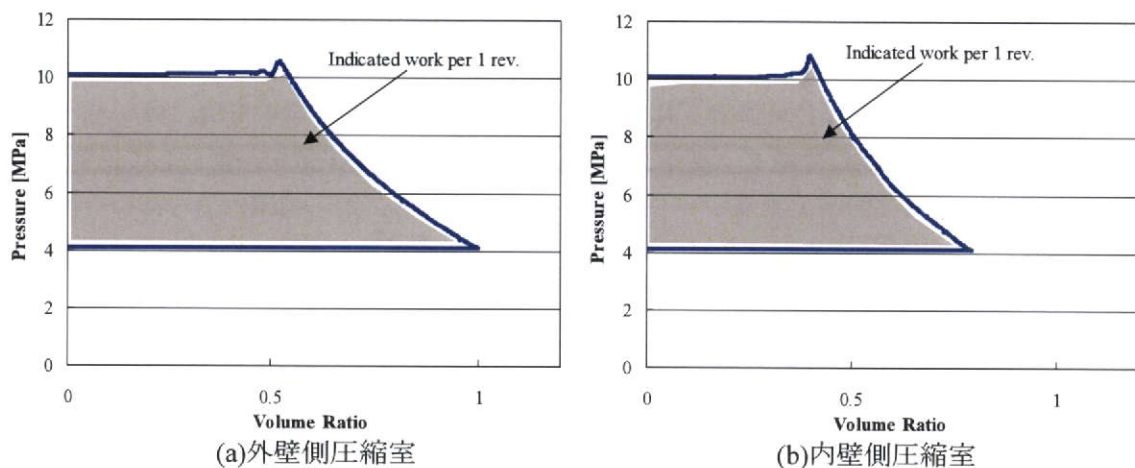 12
10
8
6
4
2
0
Pressure [MPa]
Indicated work per 1 rev.
0
0.5
1
Volume Ratio
(a)外壁側圧縮室
12
10
8
6
4
2
0
Pressure [MPa]
Indicated work per 1 rev.
0
0.5
1
Volume Ratio
(b)内壁側圧縮室